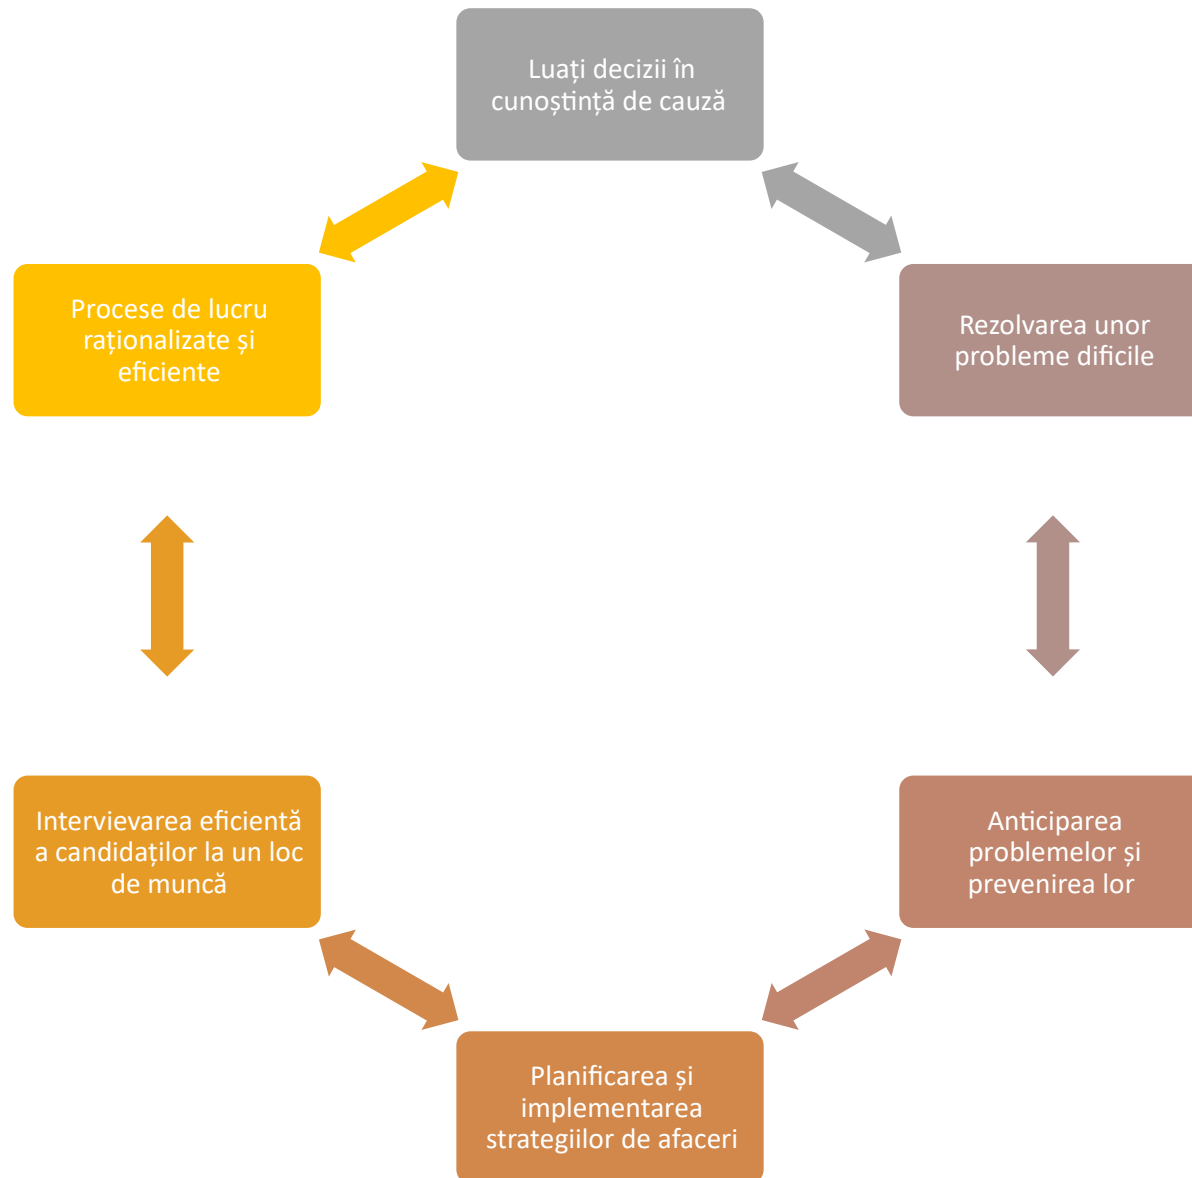 Luați decizii în
cunoștință de cauză
Procese de lucru
raționalizate și
eficiente
Rezolvarea unor
probleme dificile
Intervievarea eficientă
a candidaților la un loc
de muncă
Anticiparea
problemelor și
prevenirea lor
Planificarea și
implementarea
strategiilor de afaceri